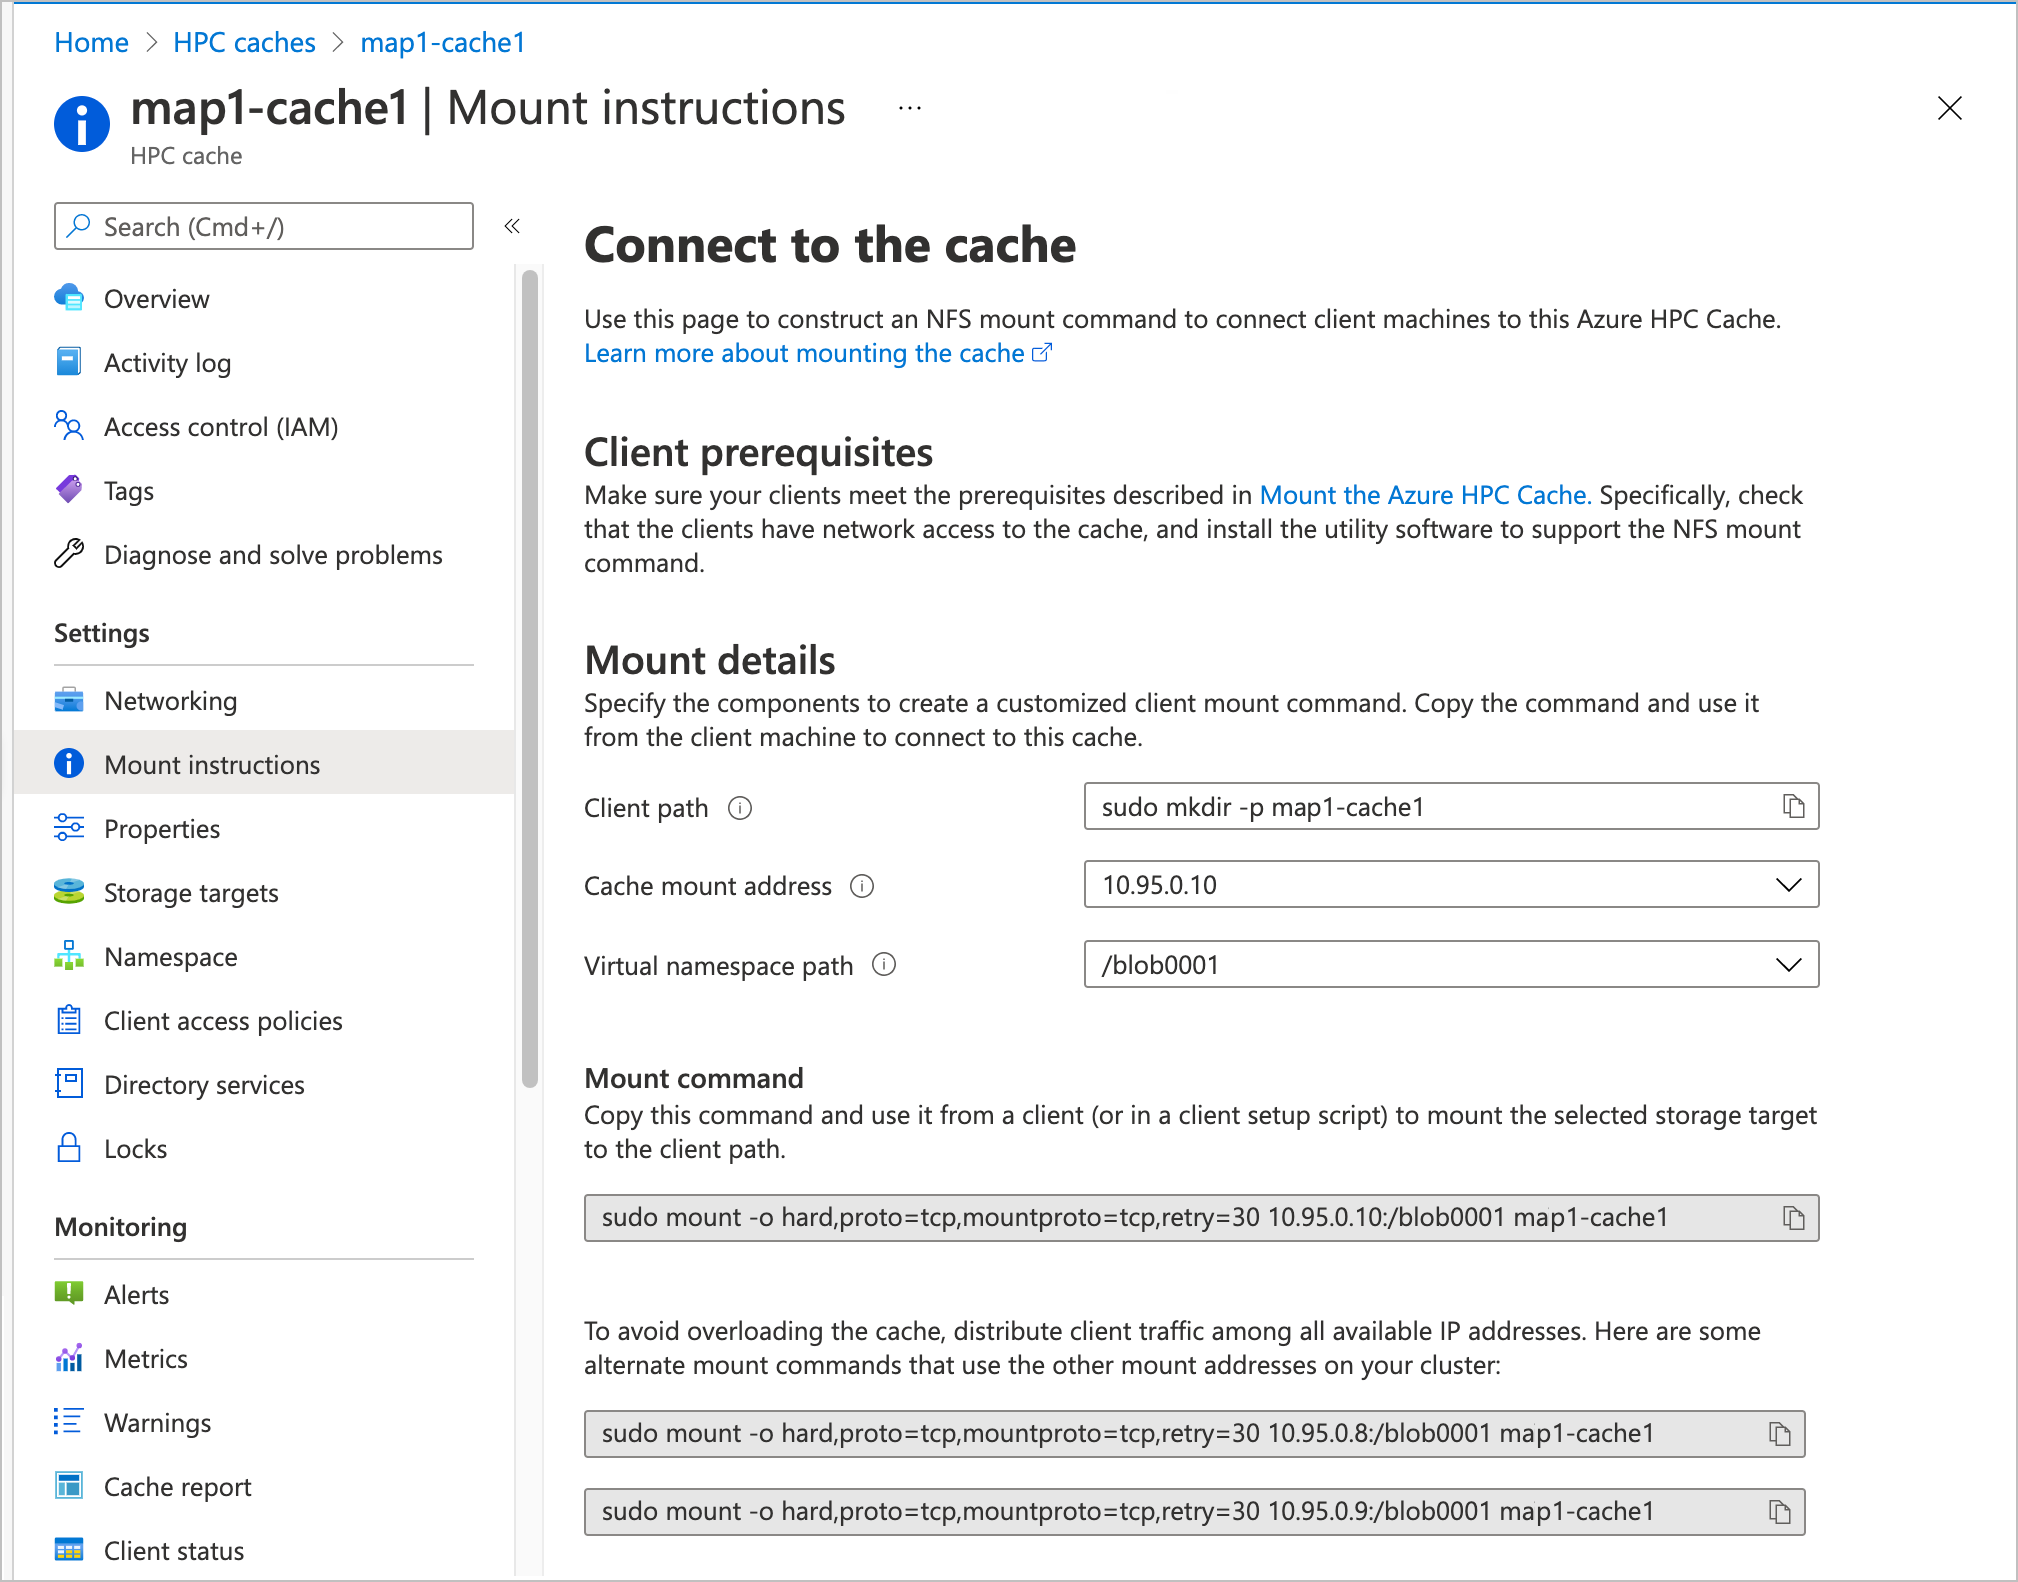 Home > HPC caches > map1-cache1
map1-cache1 | Mount instructions ...
HPC cache
Search (Cmd+/)
«
Overview
Activity log
Access control (IAM)
Tags
Diagnose and solve problems
Settings
Networking
Mount instructions
Properties
Storage targets
Namespace
Client access policies
Directory services
Locks
Monitoring
Alerts
Metrics
Warnings
Cache report
Client status
Connect to the cache
Use this page to construct an NFS mount command to connect client machines to this Azure HPC Cache.
Learn more about mounting the cache
Client prerequisites
Make sure your clients meet the prerequisites described in Mount the Azure HPC Cache. Specifically, check
that the clients have network access to the cache, and install the utility software to support the NFS mount
command.
Mount details
Specify the components to create a customized client mount command. Copy the command and use it
from the client machine to connect to this cache.
Client path
sudo mkdir -p map1-cache1
Cache mount address
10.95.0.10
Virtual namespace path
/blob0001
Mount command
Copy this command and use it from a client (or in a client setup script) to mount the selected storage target
to the client path.
sudo mount -o hard,proto=tcp,mountproto=tcp,retry=30 10.95.0.10:/blob0001 map1-cache1
To avoid overloading the cache, distribute client traffic among all available IP addresses. Here are some
alternate mount commands that use the other mount addresses on your cluster:
sudo mount -o hard,proto=tcp,mountproto=tcp,retry=30 10.95.0.8:/blob0001 map1-cache1
sudo mount -o hard,proto=tcp,mountproto=tcp,retry=30 10.95.0.9:/blob0001 map1-cache1